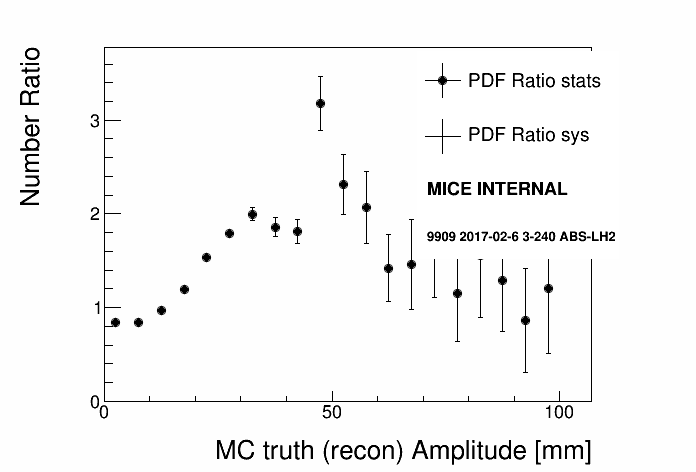 Number Ratio
3
2
1
0
0
50
100
MC truth (recon) Amplitude [mm]
PDF Ratio stats
PDF Ratio sys
MICE INTERNAL
9909 2017-02-6 3-240 ABS-LH2